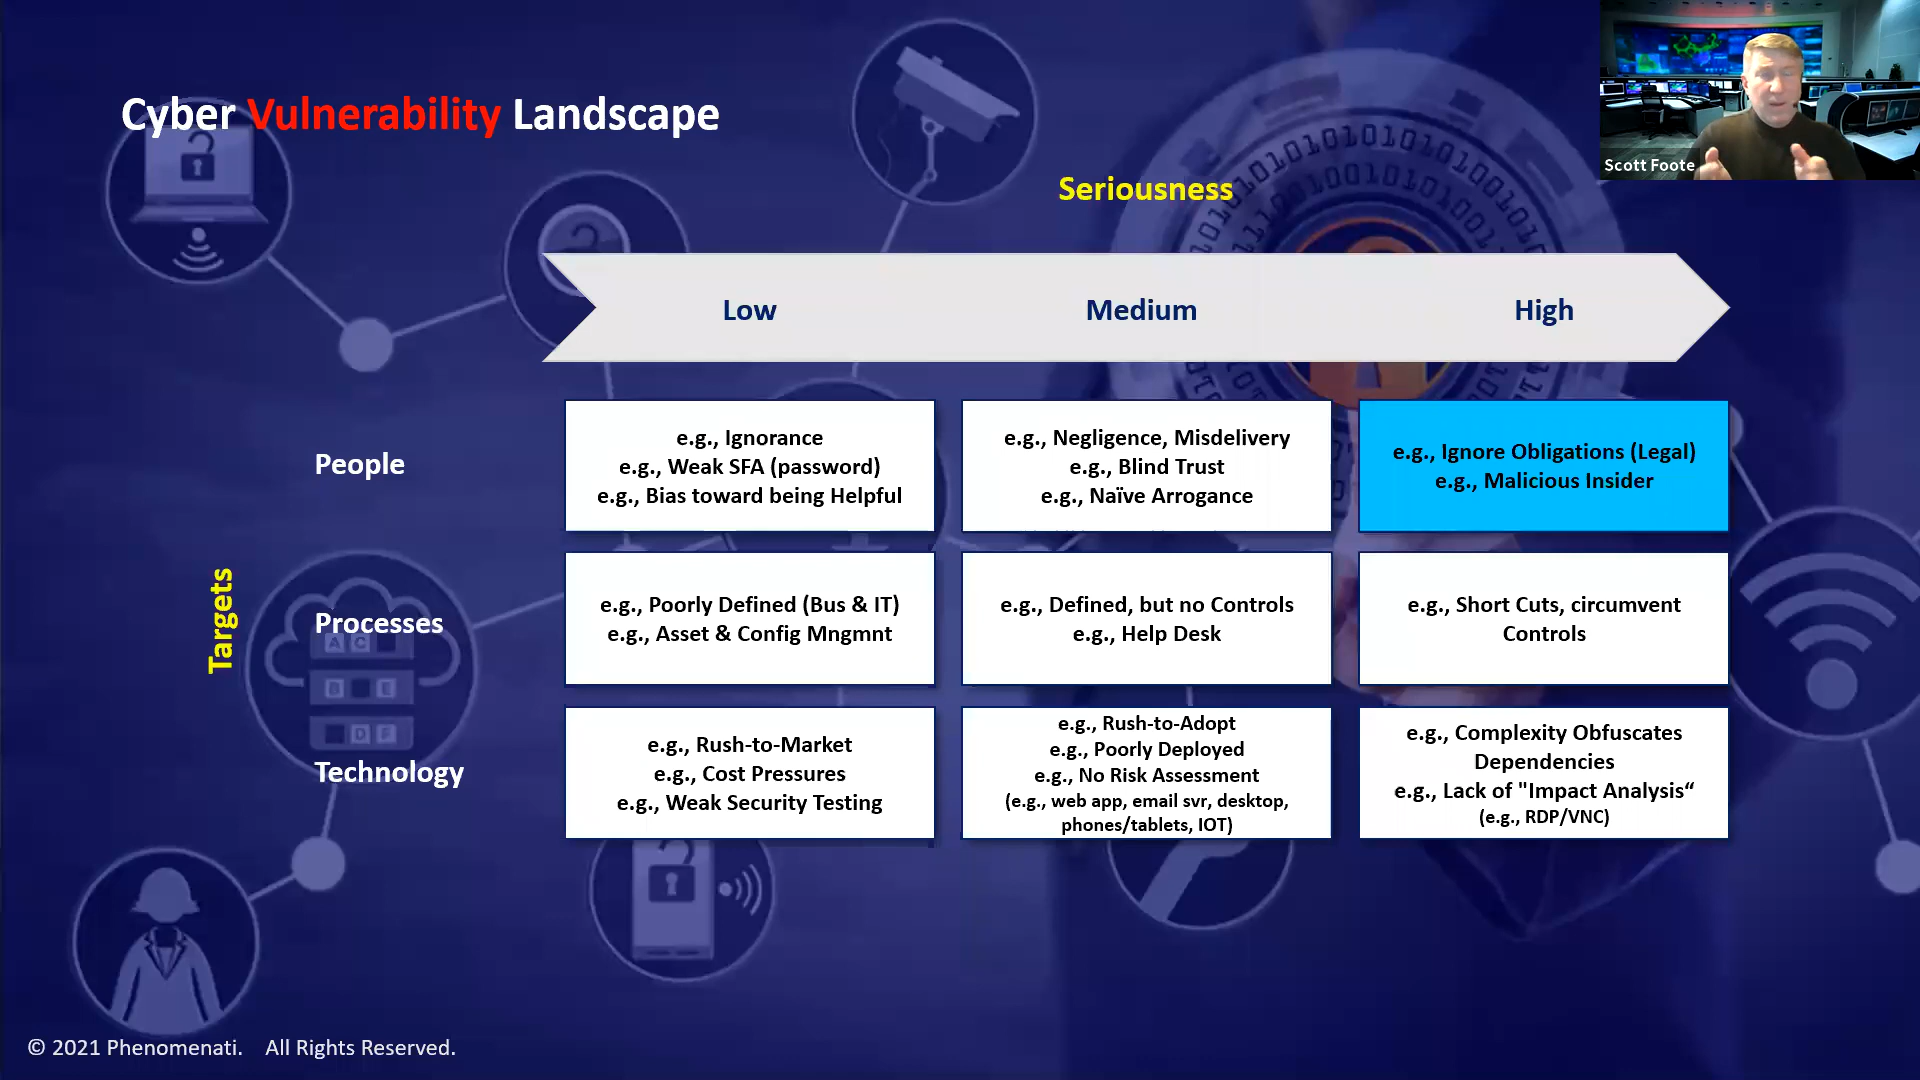 Cyber Vulnerability Landscape
Scott Foote
Seriousness
Low
Medium
High
Targets
People
e.g., Ignorance
e.g., Weak SFA (password)
e.g., Bias toward being Helpful
e.g., Negligence, Misdelivery
e.g., Blind Trust
e.g., Naïve Arrogance
e.g., Ignore Obligations (Legal)
e.g., Malicious Insider
Processes
e.g., Poorly Defined (Bus & IT)
e.g., Asset & Config Mngmnt
e.g., Defined, but no Controls
e.g., Help Desk
e.g., Short Cuts, circumvent
Controls
Technology
e.g., Rush-to-Market
e.g., Cost Pressures
e.g., Weak Security Testing
e.g., Rush-to-Adopt
e.g., Poorly Deployed
e.g., No Risk Assessment
(e.g., web app, email svr, desktop,
phones/tablets, IOT)
e.g., Complexity Obfuscates
Dependencies
e.g., Lack of "Impact Analysis“
(e.g., RDP/VNC)
A C
B E
D F
© 2021 Phenomenati. All Rights Reserved.